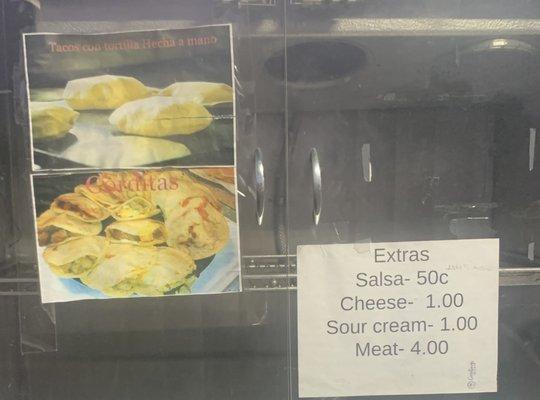 Tacos con tortilla Hecha a mano
Gorditas
Extras
Salsa- 50c
Cheese- 1.00
Sour cream- 1.00
Meat- 4.00